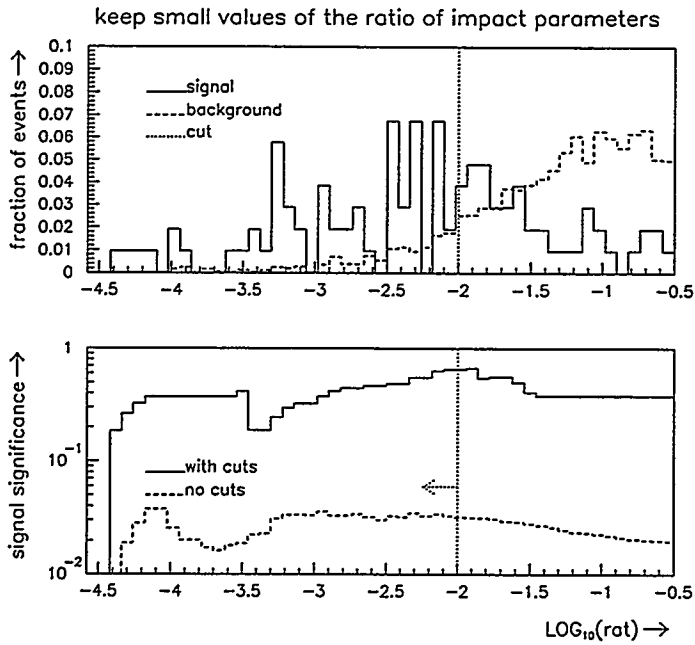 keep small values of the ratio of impact parameters
fraction of events →
0.1
0.09
0.08
0.07
0.06
0.05
0.04
0.03
0.02
0.01
0
signal
background
cut
−4.5 −4 −3.5 −3 −2.5 −2 −1.5 −1 −0.5
signal significance →
1
10⁻¹
10⁻²
with cuts
no cuts
−4.5 −4 −3.5 −3 −2.5 −2 −1.5 −1 −0.5
LOG₁₀(rat) →